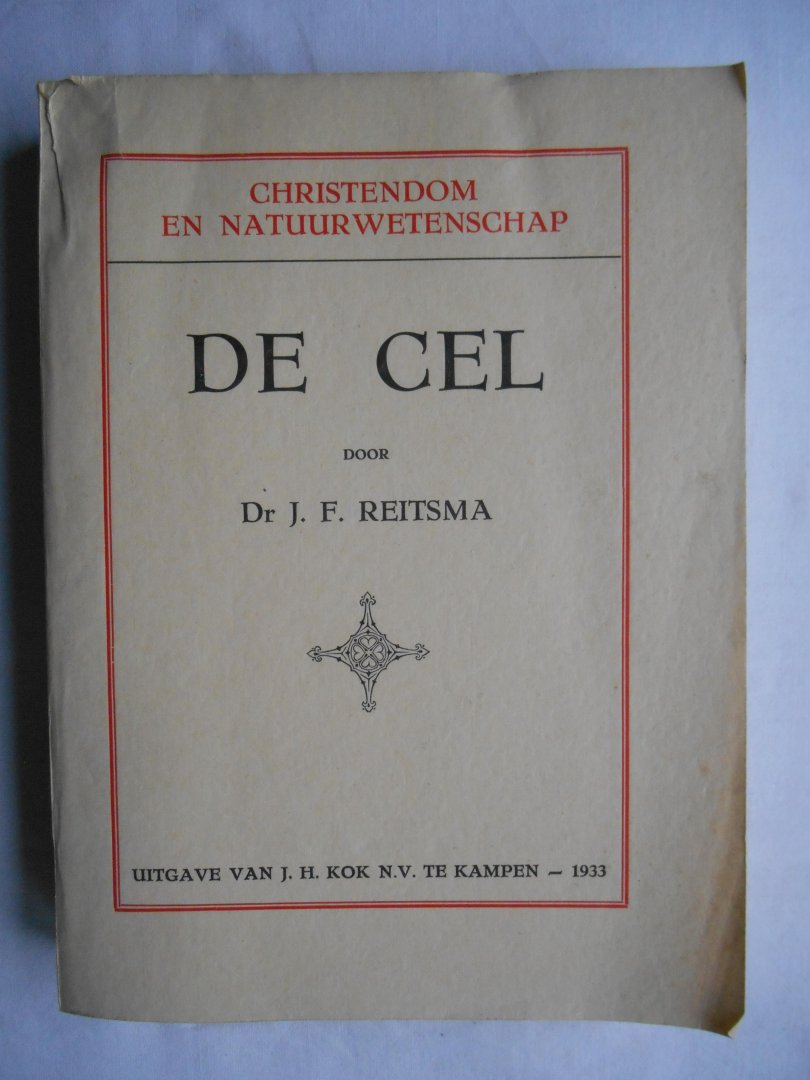 CHRISTENDOM
EN NATUURWETENSCHAP
DE CEL
DOOR
Dr J. F. REITSMA
UITGAVE VAN J. H. KOK N.V. TE KAMPEN – 1933